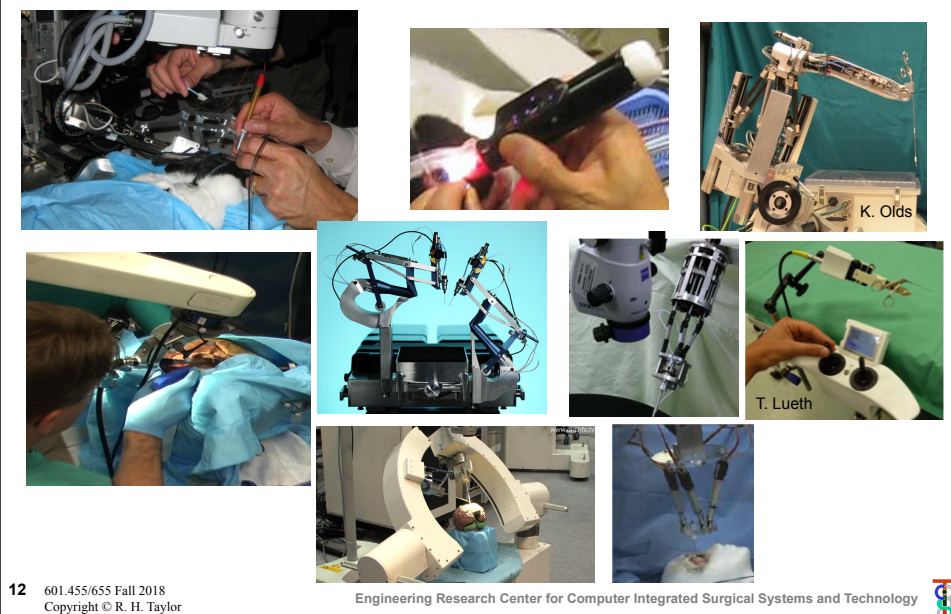 K. Olds
T. Lueth
12 601.455/655 Fall 2018
Copyright © R. H. Taylor
Engineering Research Center for Computer Integrated Surgical Systems and Technology